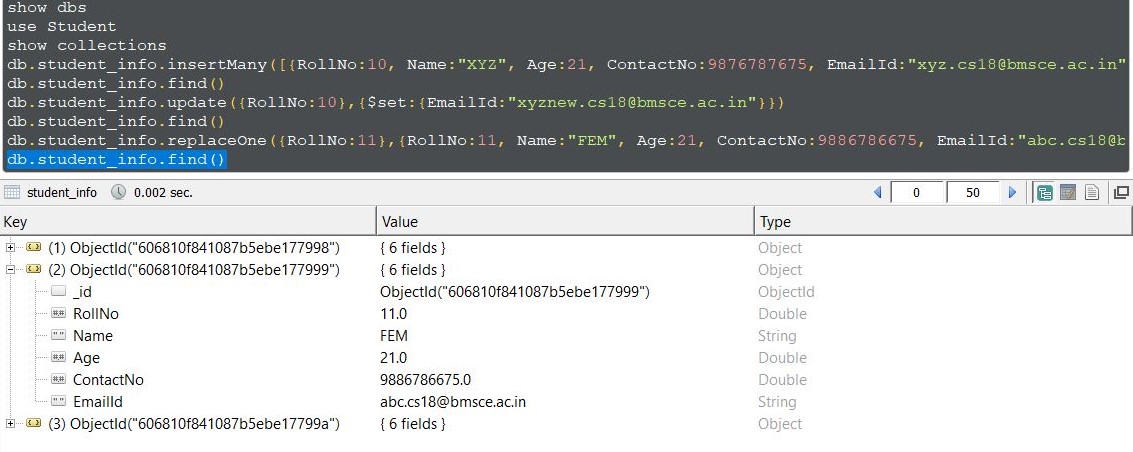 show dbs
use Student
show collections
db.student_info.insertMany([{RollNo:10, Name:"XYZ", Age:21, ContactNo:9876787675, EmailId:"xyz.cs18@bmsce.ac.in"
db.student_info.find()
db.student_info.update({RollNo:10},{$set:{EmailId:"xyznew.cs18@bmsce.ac.in"}})
db.student_info.find()
db.student_info.replaceOne({RollNo:11},{RollNo:11, Name:"FEM", Age:21, ContactNo:9886786675, EmailId:"abc.cs18@b
db.student_info.find()
student_info 0.002 sec. 0 50
Key Value Type
(1) ObjectId("606810f841087b5ebe177998") { 6 fields } Object
(2) ObjectId("606810f841087b5ebe177999") { 6 fields } Object
_id ObjectId("606810f841087b5ebe177999") ObjectId
RollNo 11.0 Double
Name FEM String
Age 21.0 Double
ContactNo 9886786675.0 Double
EmailId abc.cs18@bmsce.ac.in String
(3) ObjectId("606810f841087b5ebe17799a") { 6 fields } Object